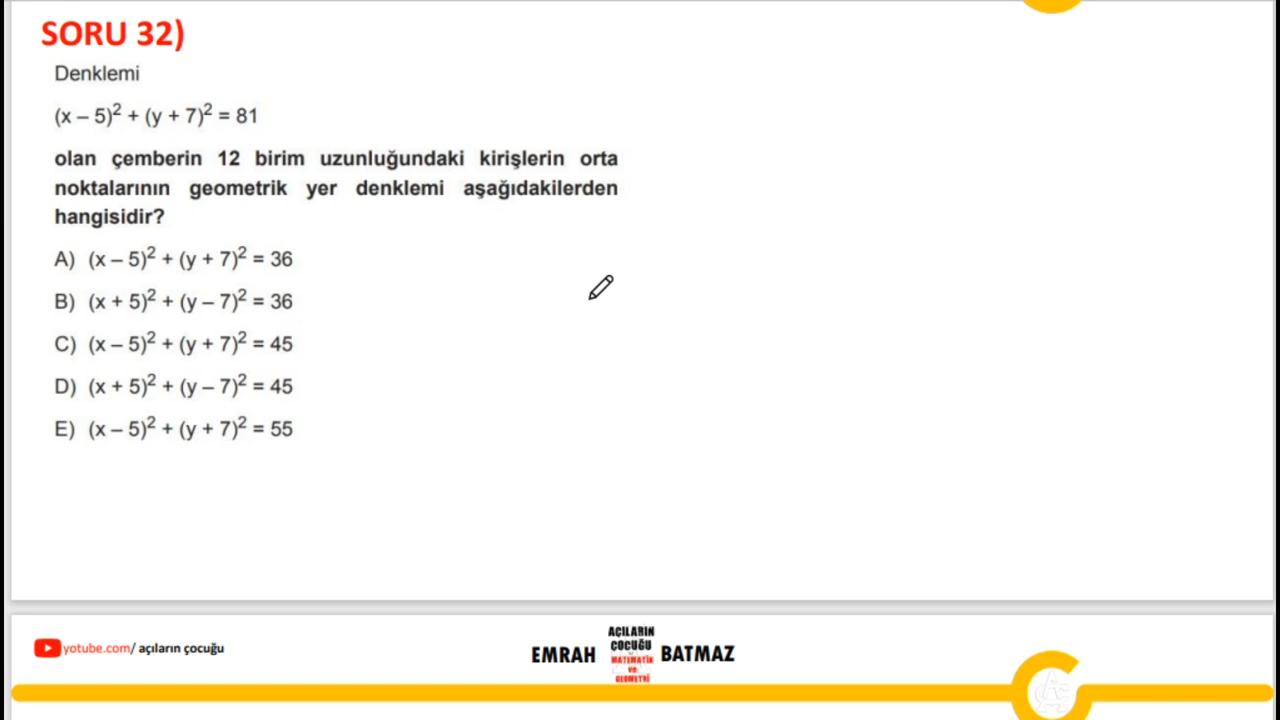 SORU 32)
Denklemi
(x – 5)² + (y + 7)² = 81
olan çemberin 12 birim uzunluğundaki kirişlerin orta
noktalarının geometrik yer denklemi aşağıdakilerden
hangisidir?
A) (x – 5)² + (y + 7)² = 36
B) (x + 5)² + (y – 7)² = 36
C) (x – 5)² + (y + 7)² = 45
D) (x + 5)² + (y – 7)² = 45
E) (x – 5)² + (y + 7)² = 55
yotube.com/ açıların çocuğu
EMRAH
AÇILARIN
ÇOCUĞU
MATEMATİK
ve
GEOMETRİ
BATMAZ